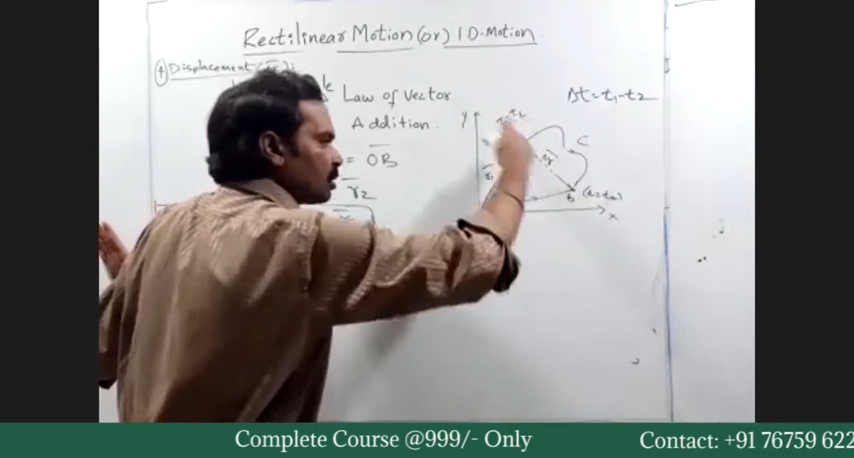 Rectilinear Motion (or) 1D-Motion
④ Displacement
Law of Vector
Addition:
= OB
r₂
Δt = t₁-t₂
y
C
B
x
Complete Course @999/- Only
Contact: +91 76759 622